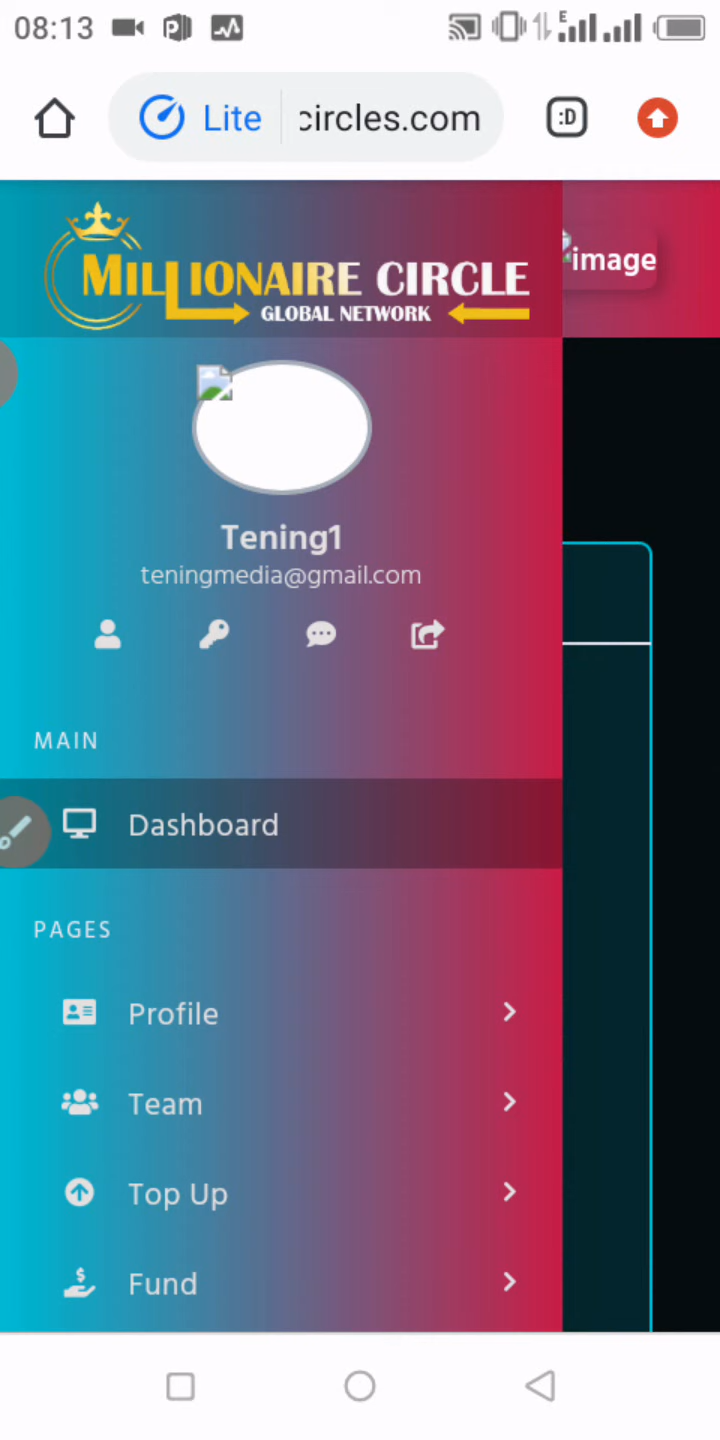 08:13
Lite
circles.com
:D
MILLIONAIRE CIRCLE
GLOBAL NETWORK
image
Tening1
teningmedia@gmail.com
MAIN
Dashboard
PAGES
Profile
Team
Top Up
Fund